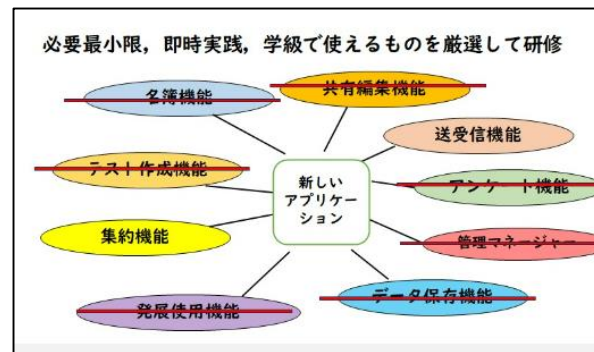 必要最小限，即時実践，学級で使えるものを厳選して研修
名簿機能
共有編集機能
送受信機能
テスト作成機能
アンケート機能
新しい
アプリケー
ション
集約機能
管理マネージャー
発展使用機能
データ保存機能